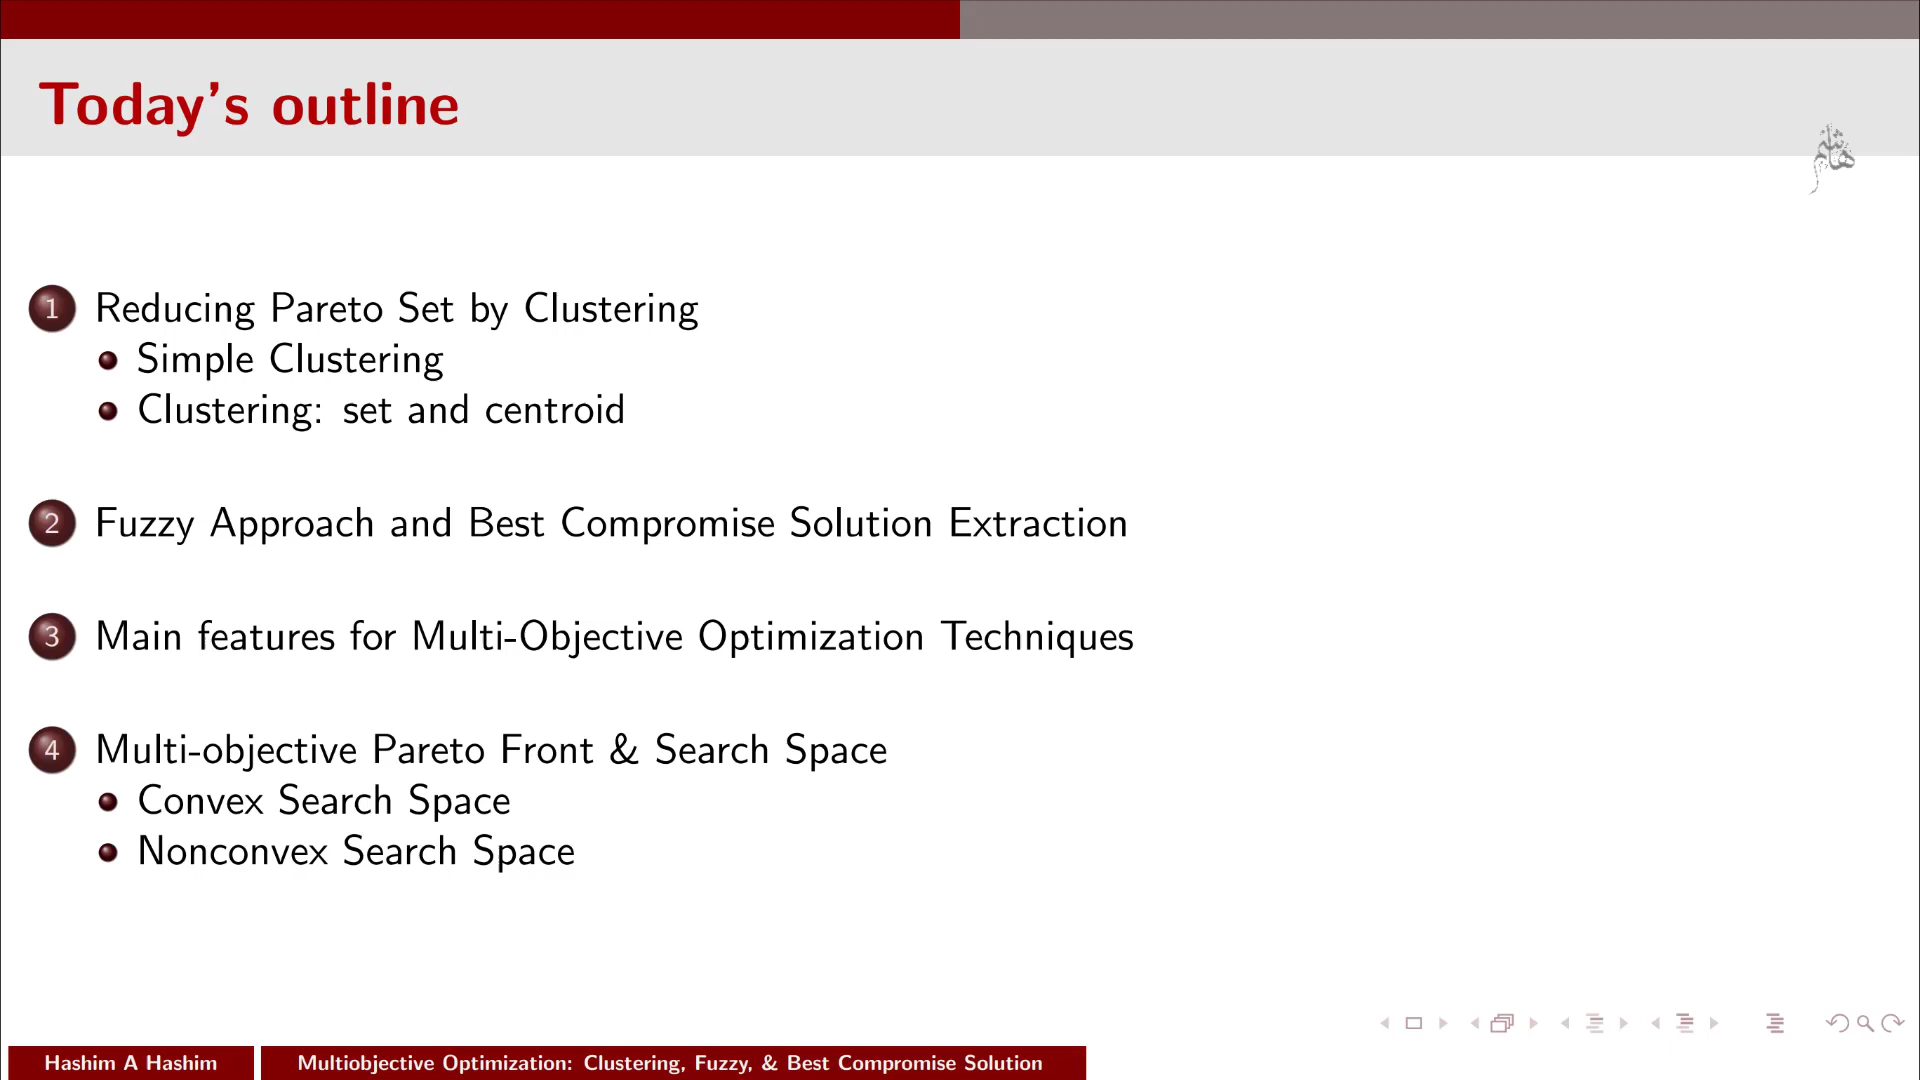 Today's outline
هاشم
1 Reducing Pareto Set by Clustering
Simple Clustering
Clustering: set and centroid
2 Fuzzy Approach and Best Compromise Solution Extraction
3 Main features for Multi-Objective Optimization Techniques
4 Multi-objective Pareto Front & Search Space
Convex Search Space
Nonconvex Search Space
Hashim A Hashim
Multiobjective Optimization: Clustering, Fuzzy, & Best Compromise Solution